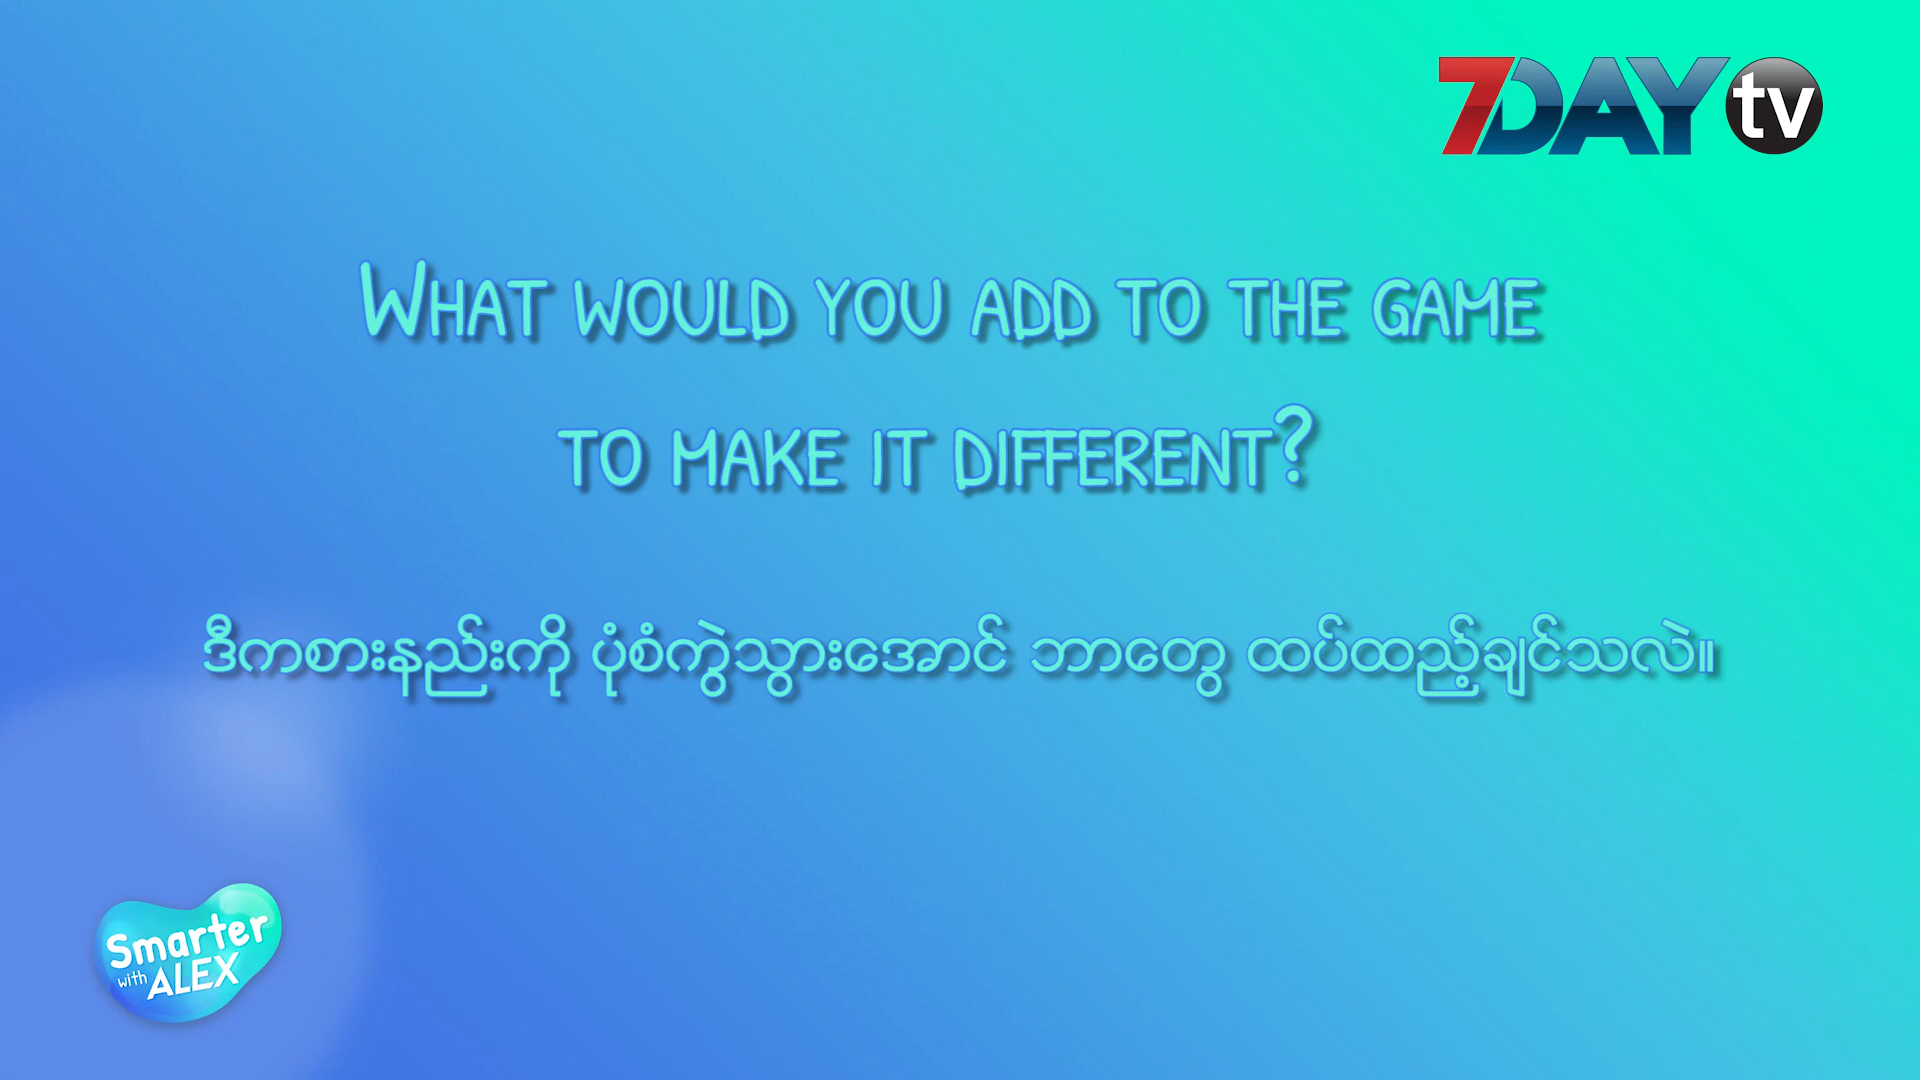 7DAY tv
WHAT WOULD YOU ADD TO THE GAME
TO MAKE IT DIFFERENT?
ဒီကစားနည်းကို ပုံစံကွဲသွားအောင် ဘာတွေ ထပ်ထည့်ချင်သလဲ။
Smarter
with ALEX